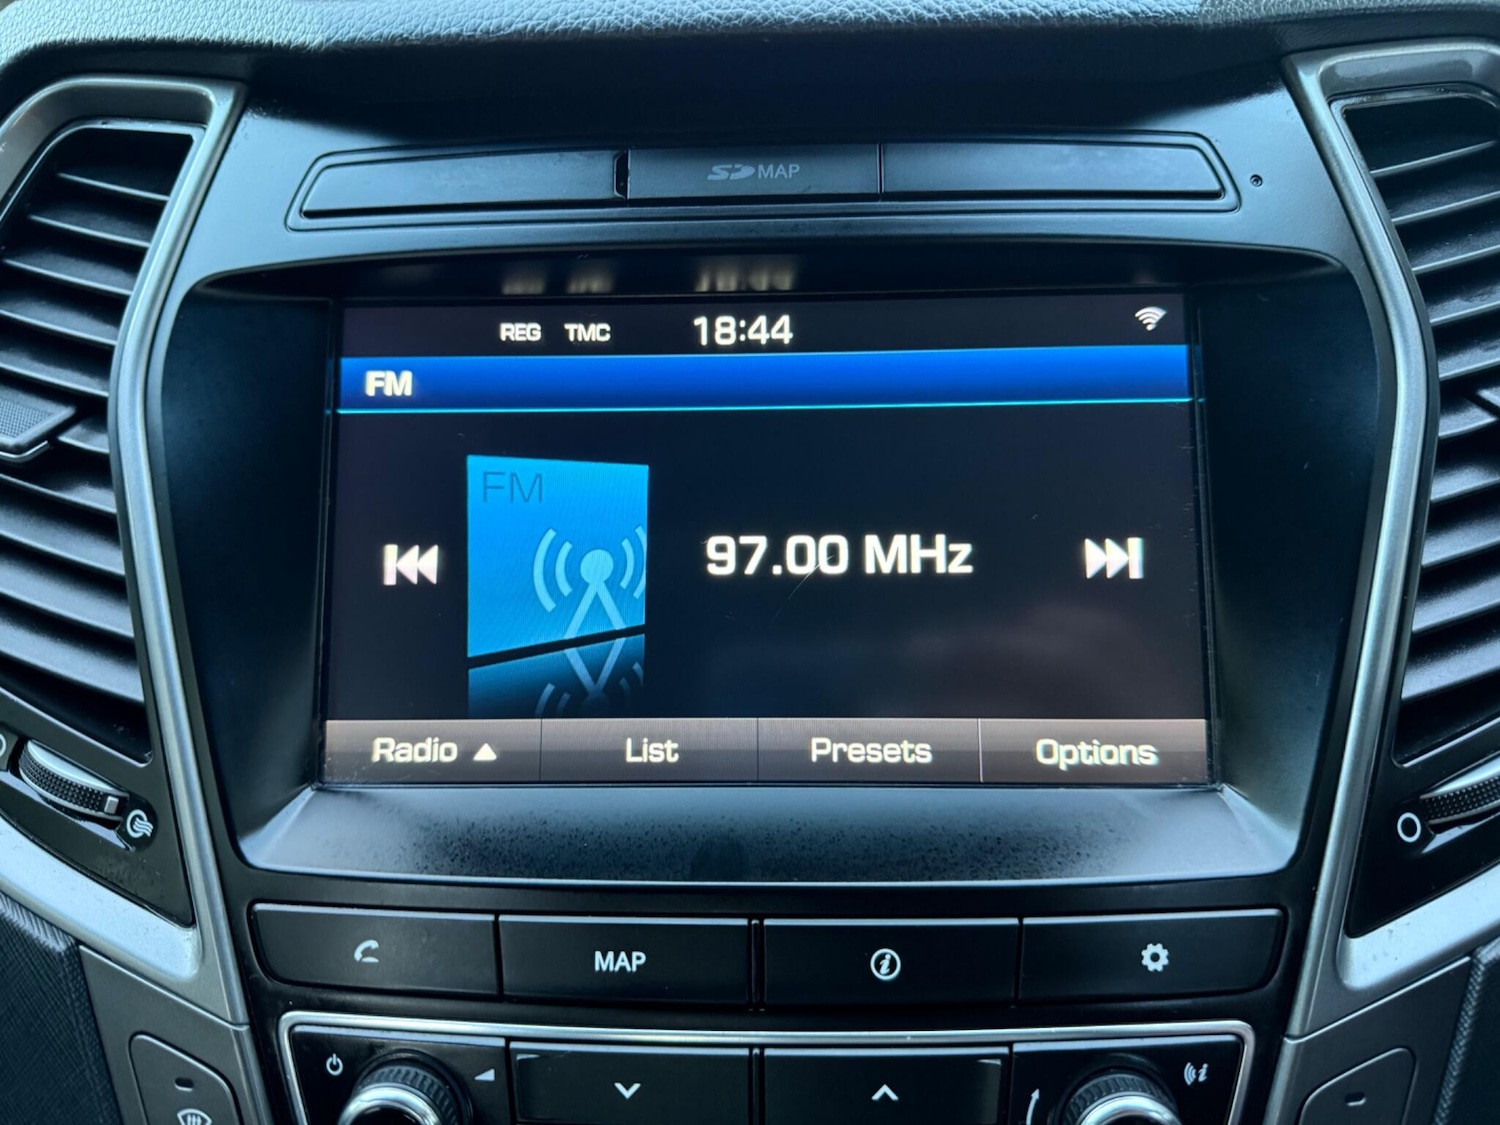 SD MAP
REG TMC 18:44
FM
FM
97.00 MHz
Radio List Presets Options
MAP
i
i